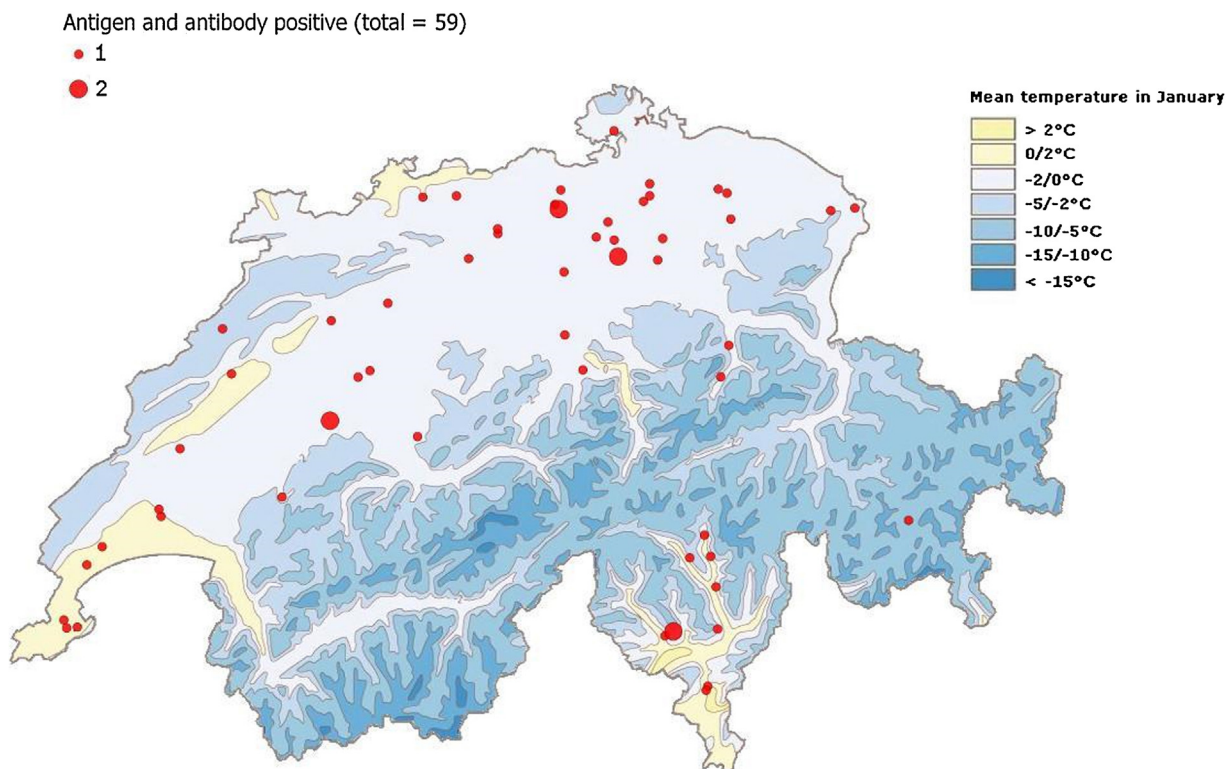 Antigen and antibody positive (total = 59)
1
2
Mean temperature in January
> 2°C
0/2°C
-2/0°C
-5/-2°C
-10/-5°C
-15/-10°C
< -15°C